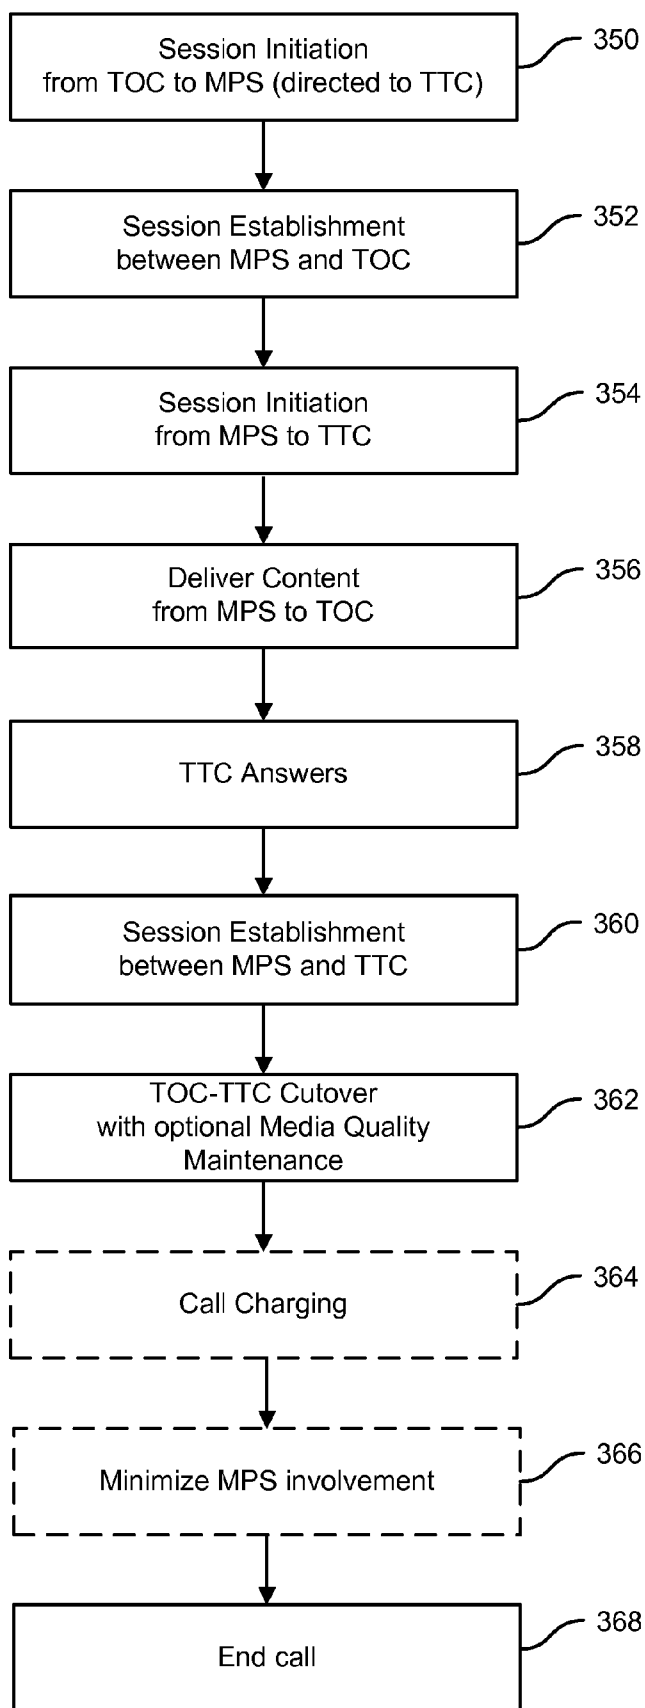 Session Initiation
from TOC to MPS (directed to TTC)
350
Session Establishment
between MPS and TOC
352
Session Initiation
from MPS to TTC
354
Deliver Content
from MPS to TOC
356
TTC Answers
358
Session Establishment
between MPS and TTC
360
TOC-TTC Cutover
with optional Media Quality
Maintenance
362
Call Charging
364
Minimize MPS involvement
366
End call
368